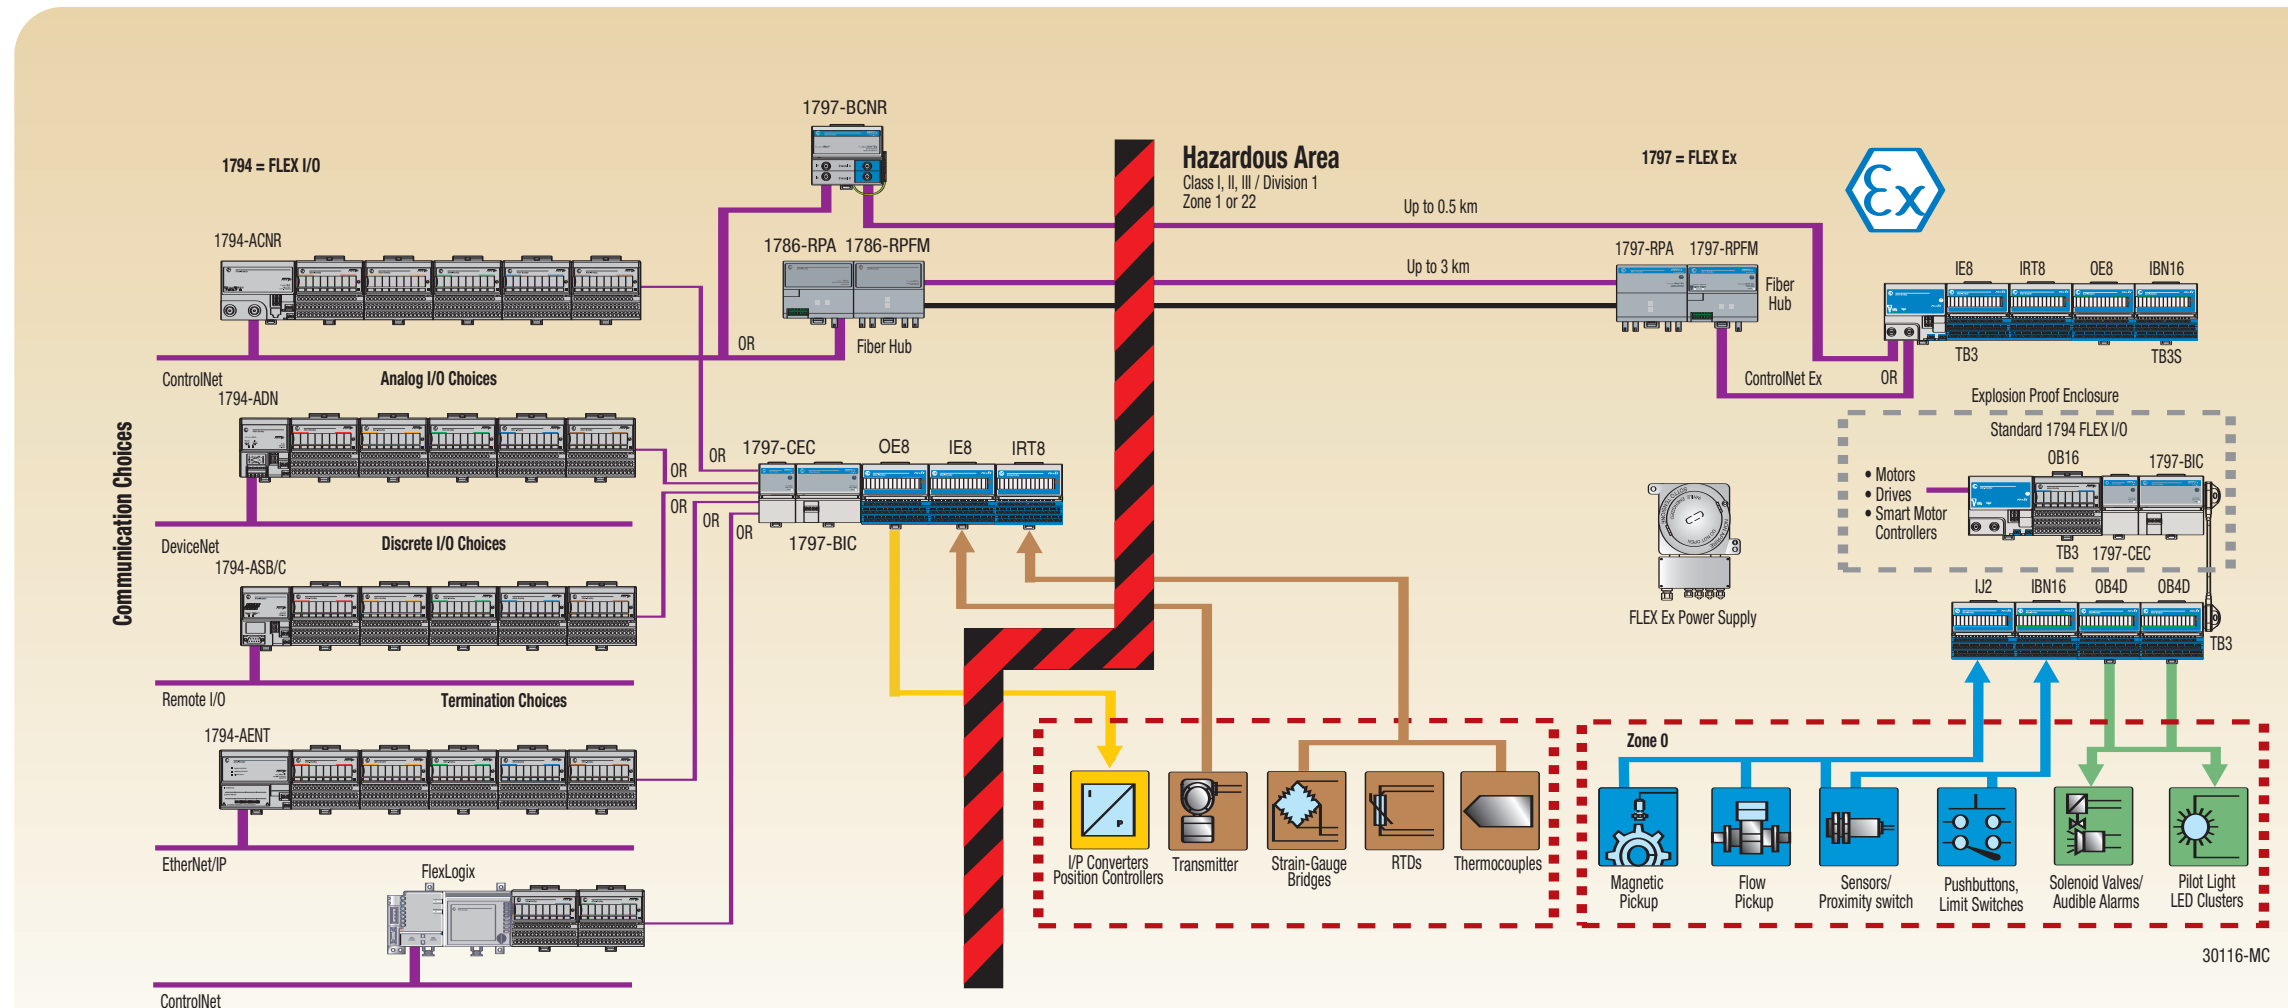 1797-BCNR
1794 = FLEX I/O
Hazardous Area
Class I, II, III / Division 1
Zone 1 or 22
1797 = FLEX Ex
Ex
Up to 0.5 km
1794-ACNR
1786-RPA 1786-RPFM
Up to 3 km
1797-RPA 1797-RPFM
Fiber
Hub
IE8 IRT8 OE8 IBN16
OR
Fiber Hub
TB3 TB3S
ControlNet
Analog I/O Choices
ControlNet Ex
OR
1794-ADN
Explosion Proof Enclosure
Standard 1794 FLEX I/O
Communication Choices
1797-CEC OE8 IE8 IRT8
OR
OR
OR
OR
OR
1797-BIC
• Motors
• Drives
• Smart Motor
Controllers
OB16
1797-BIC
TB3 1797-CEC
DeviceNet
Discrete I/O Choices
1794-ASB/C
IJ2 IBN16 OB4D OB4D
FLEX Ex Power Supply
TB3
Remote I/O
Termination Choices
1794-AENT
Zone 0
I
P
EtherNet/IP
FlexLogix
I/P Converters
Position Controllers
Transmitter
Strain-Gauge
Bridges
RTDs
Thermocouples
Magnetic
Pickup
Flow
Pickup
Sensors/
Proximity switch
Pushbuttons,
Limit Switches
Solenoid Valves/
Audible Alarms
Pilot Light
LED Clusters
30116-MC
ControlNet